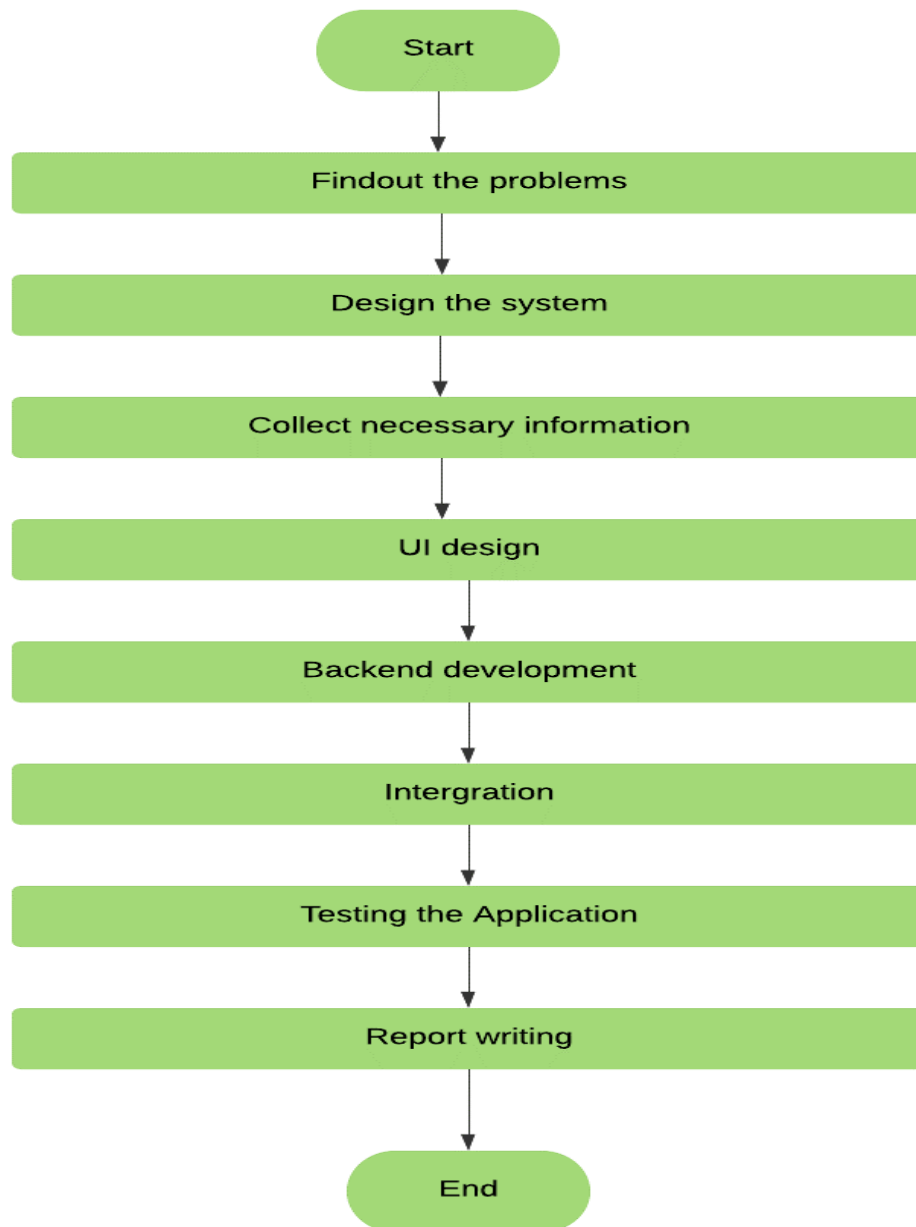 Start
Findout the problems
Design the system
Collect necessary information
UI design
Backend development
Intergration
Testing the Application
Report writing
End